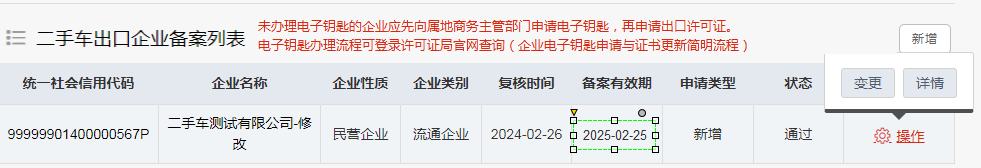 未办理电子钥匙的企业应先向属地商务主管部门申请电子钥匙，再申请出口许可证。
二手车出口企业备案列表
电子钥匙办理流程可登录许可证局官网查询（企业电子钥匙申请与证书更新简明流程）
新增
变更 详情
统一社会信用代码 企业名称 企业性质 企业类别 复核时间 备案有效期 申请类型 状态
99999901400000567P 二手车测试有限公司-修改 民营企业 流通企业 2024-02-26 2025-02-25 新增 通过 操作